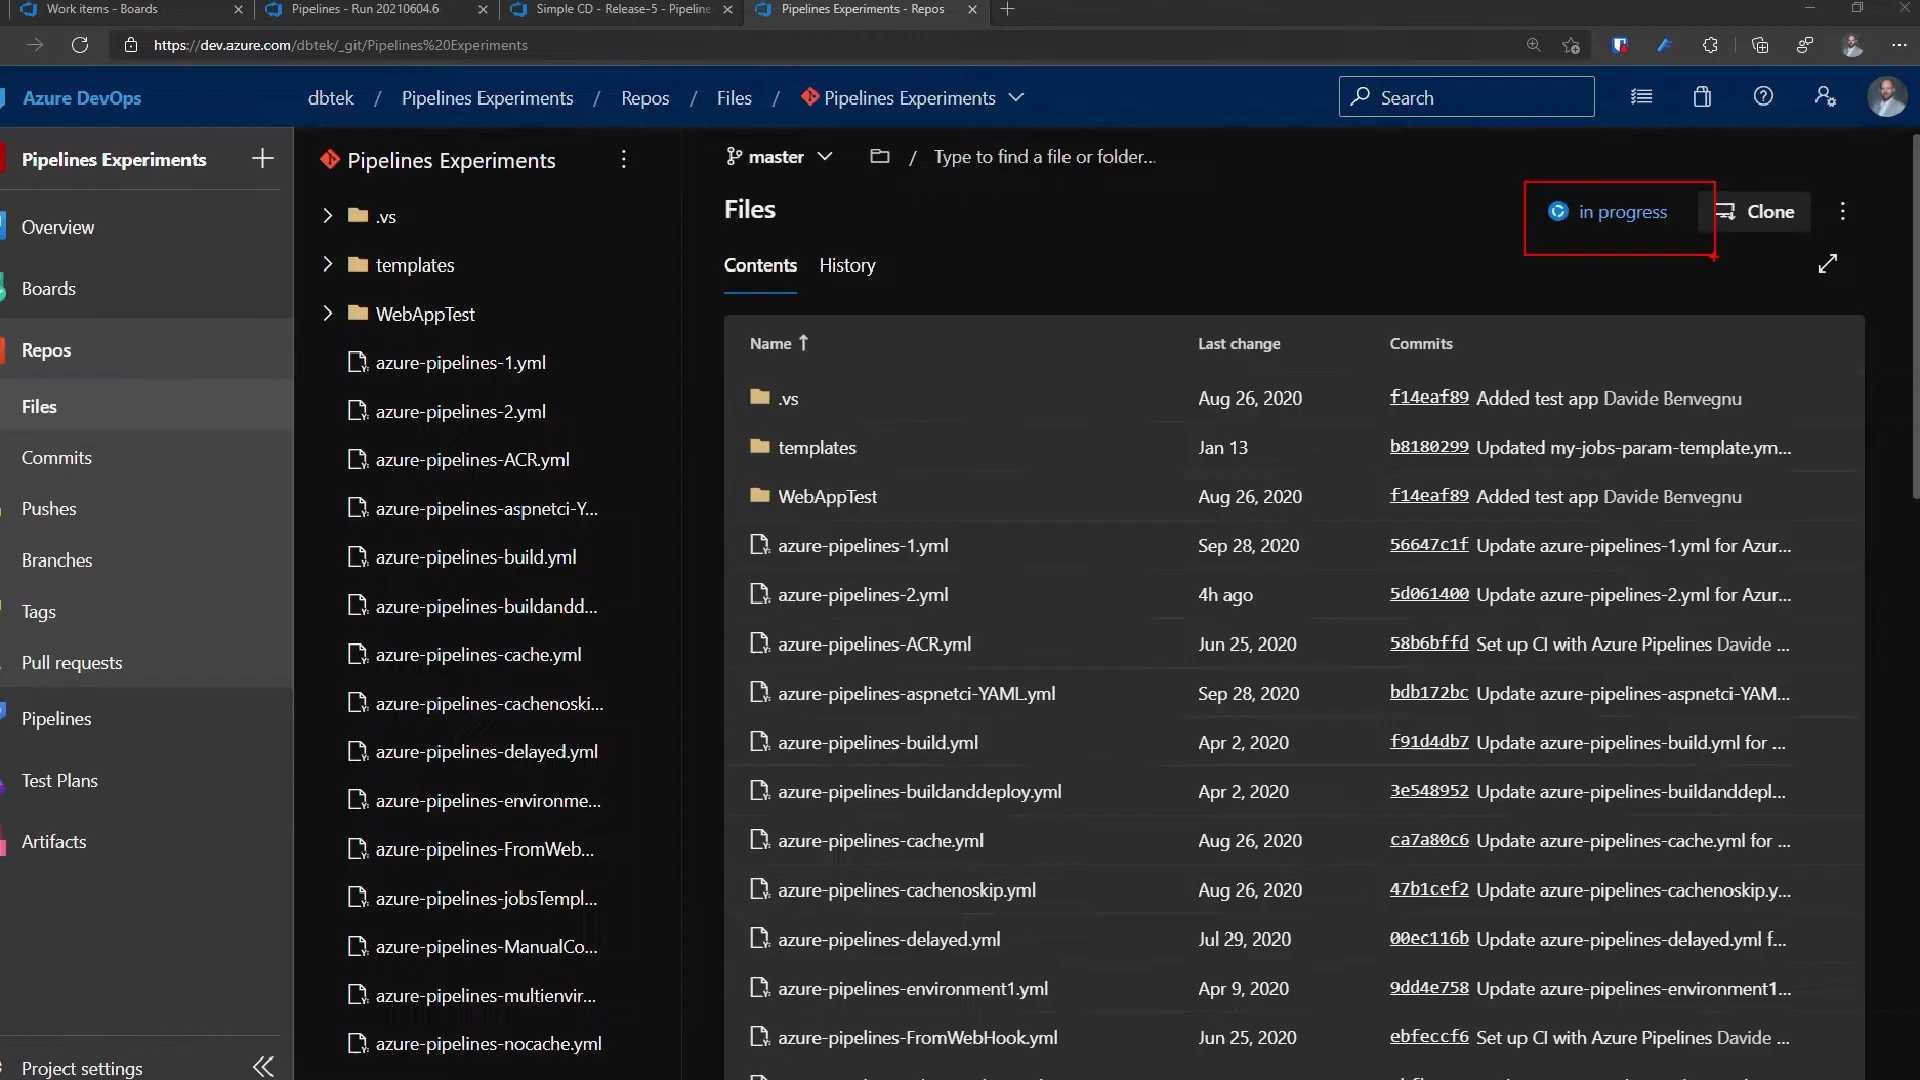 Work items - Boards
Pipelines - Run 20210604.6
Simple CD - Release-5 - Pipeline
Pipelines Experiments - Repos
https://dev.azure.com/dbtek/_git/Pipelines%20Experiments
Azure DevOps
dbtek / Pipelines Experiments / Repos / Files / Pipelines Experiments
Search
Pipelines Experiments
Overview
Boards
Repos
Files
Commits
Pushes
Branches
Tags
Pull requests
Pipelines
Test Plans
Artifacts
Project settings
Pipelines Experiments
.vs
templates
WebAppTest
azure-pipelines-1.yml
azure-pipelines-2.yml
azure-pipelines-ACR.yml
azure-pipelines-aspnetci-Y...
azure-pipelines-build.yml
azure-pipelines-buildandd...
azure-pipelines-cache.yml
azure-pipelines-cachenoski...
azure-pipelines-delayed.yml
azure-pipelines-environme...
azure-pipelines-FromWeb...
azure-pipelines-jobsTempl...
azure-pipelines-ManualCo...
azure-pipelines-multienvir...
azure-pipelines-nocache.yml
master / Type to find a file or folder...
Files
in progress
Clone
Contents History
Name Last change Commits
.vs Aug 26, 2020 f14eaf89 Added test app Davide Benvegnu
templates Jan 13 b8180299 Updated my-jobs-param-template.ym...
WebAppTest Aug 26, 2020 f14eaf89 Added test app Davide Benvegnu
azure-pipelines-1.yml Sep 28, 2020 56647c1f Update azure-pipelines-1.yml for Azur...
azure-pipelines-2.yml 4h ago 5d061400 Update azure-pipelines-2.yml for Azur...
azure-pipelines-ACR.yml Jun 25, 2020 58b6bffd Set up CI with Azure Pipelines Davide ...
azure-pipelines-aspnetci-YAML.yml Sep 28, 2020 bdb172bc Update azure-pipelines-aspnetci-YAM...
azure-pipelines-build.yml Apr 2, 2020 f91d4db7 Update azure-pipelines-build.yml for ...
azure-pipelines-buildanddeploy.yml Apr 2, 2020 3e548952 Update azure-pipelines-buildanddepl...
azure-pipelines-cache.yml Aug 26, 2020 ca7a80c6 Update azure-pipelines-cache.yml for ...
azure-pipelines-cachenoskip.yml Aug 26, 2020 47b1cef2 Update azure-pipelines-cachenoskip.y...
azure-pipelines-delayed.yml Jul 29, 2020 00ec116b Update azure-pipelines-delayed.yml f...
azure-pipelines-environment1.yml Apr 9, 2020 9dd4e758 Update azure-pipelines-environment1...
azure-pipelines-FromWebHook.yml Jun 25, 2020 ebfeccf6 Set up CI with Azure Pipelines Davide ...